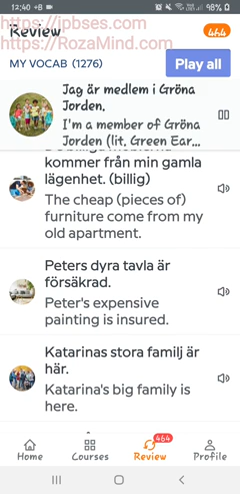 12:40 +B
98%
https://jpbses.com
https://RozaMind.com
Review
464
MY VOCAB (1276)
Play all
Jag är medlem i Gröna
Jorden.
I'm a member of Gröna
Jorden (lit. Green Ear...
kommer från min gamla
lägenhet. (billig)
The cheap (pieces of)
furniture come from my
old apartment.
Peters dyra tavla är
försäkrad.
Peter's expensive
painting is insured.
Katarinas stora familj är
här.
Katarina's big family is
here.
464
Home
Courses
Review
Profile